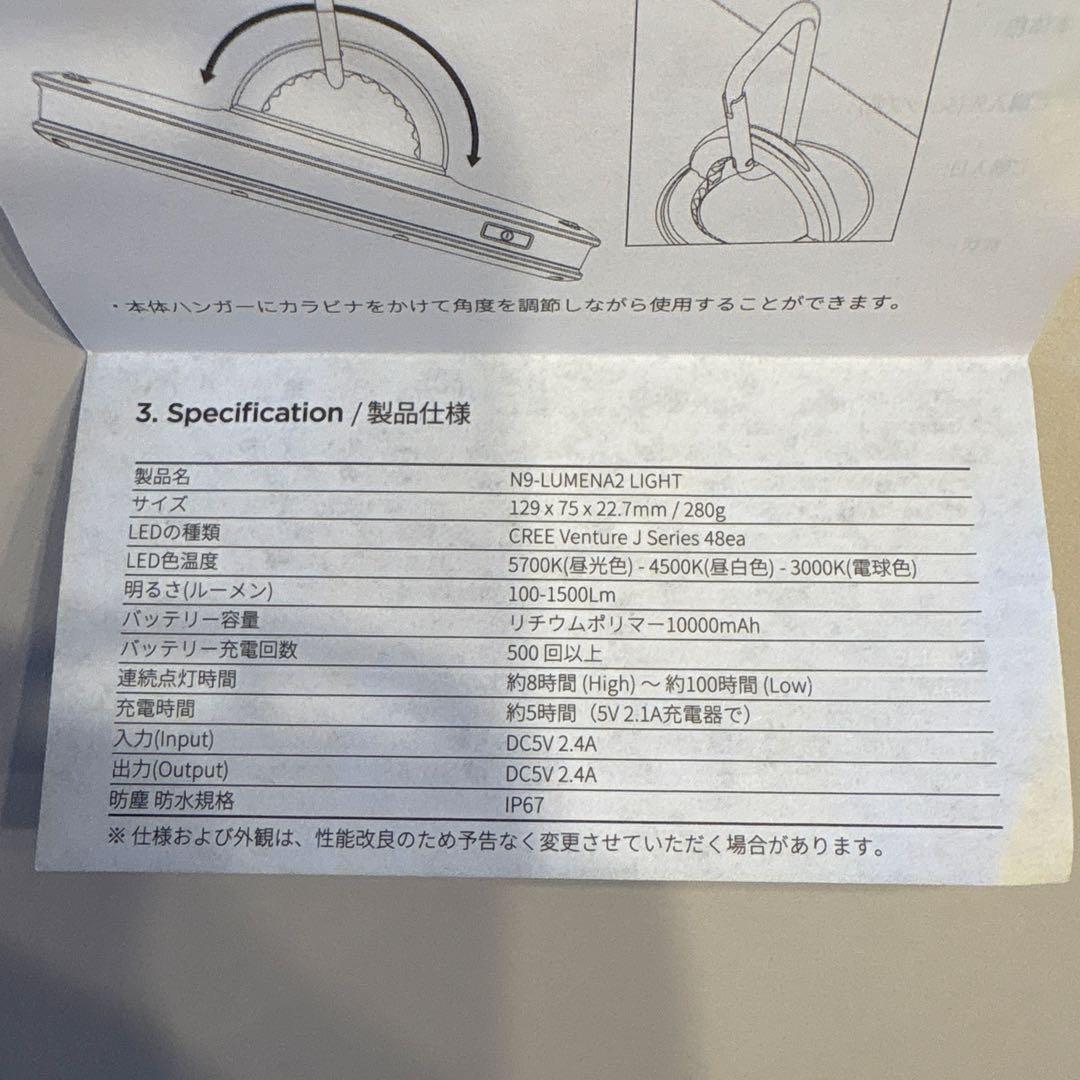 ・本体ハンガーにカラビナをかけて角度を調節しながら使用することができます。
3. Specification / 製品仕様
製品名 N9-LUMENA2 LIGHT
サイズ 129 x 75 x 22.7mm / 280g
LEDの種類 CREE Venture J Series 48ea
LED色温度 5700K(昼光色) - 4500K(昼白色) - 3000K(電球色)
明るさ(ルーメン) 100-1500Lm
バッテリー容量 リチウムポリマー10000mAh
バッテリー充電回数 500 回以上
連続点灯時間 約8時間 (High) ～ 約100時間 (Low)
充電時間 約5時間（5V 2.1A充電器で）
入力(Input) DC5V 2.4A
出力(Output) DC5V 2.4A
防塵 防水規格 IP67
※ 仕様および外観は、性能改良のため予告なく変更させていただく場合があります。